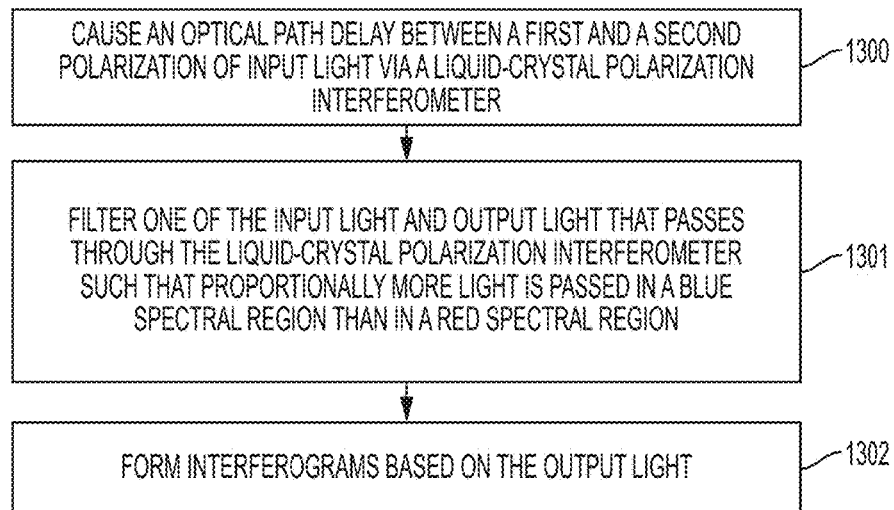 CAUSE AN OPTICAL PATH DELAY BETWEEN A FIRST AND A SECOND
POLARIZATION OF INPUT LIGHT VIA A LIQUID-CRYSTAL POLARIZATION
INTERFEROMETER
1300
FILTER ONE OF THE INPUT LIGHT AND OUTPUT LIGHT THAT PASSES
THROUGH THE LIQUID-CRYSTAL POLARIZATION INTERFEROMETER
SUCH THAT PROPORTIONALLY MORE LIGHT IS PASSED IN A BLUE
SPECTRAL REGION THAN IN A RED SPECTRAL REGION
1301
FORM INTERFEROGRAMS BASED ON THE OUTPUT LIGHT
1302